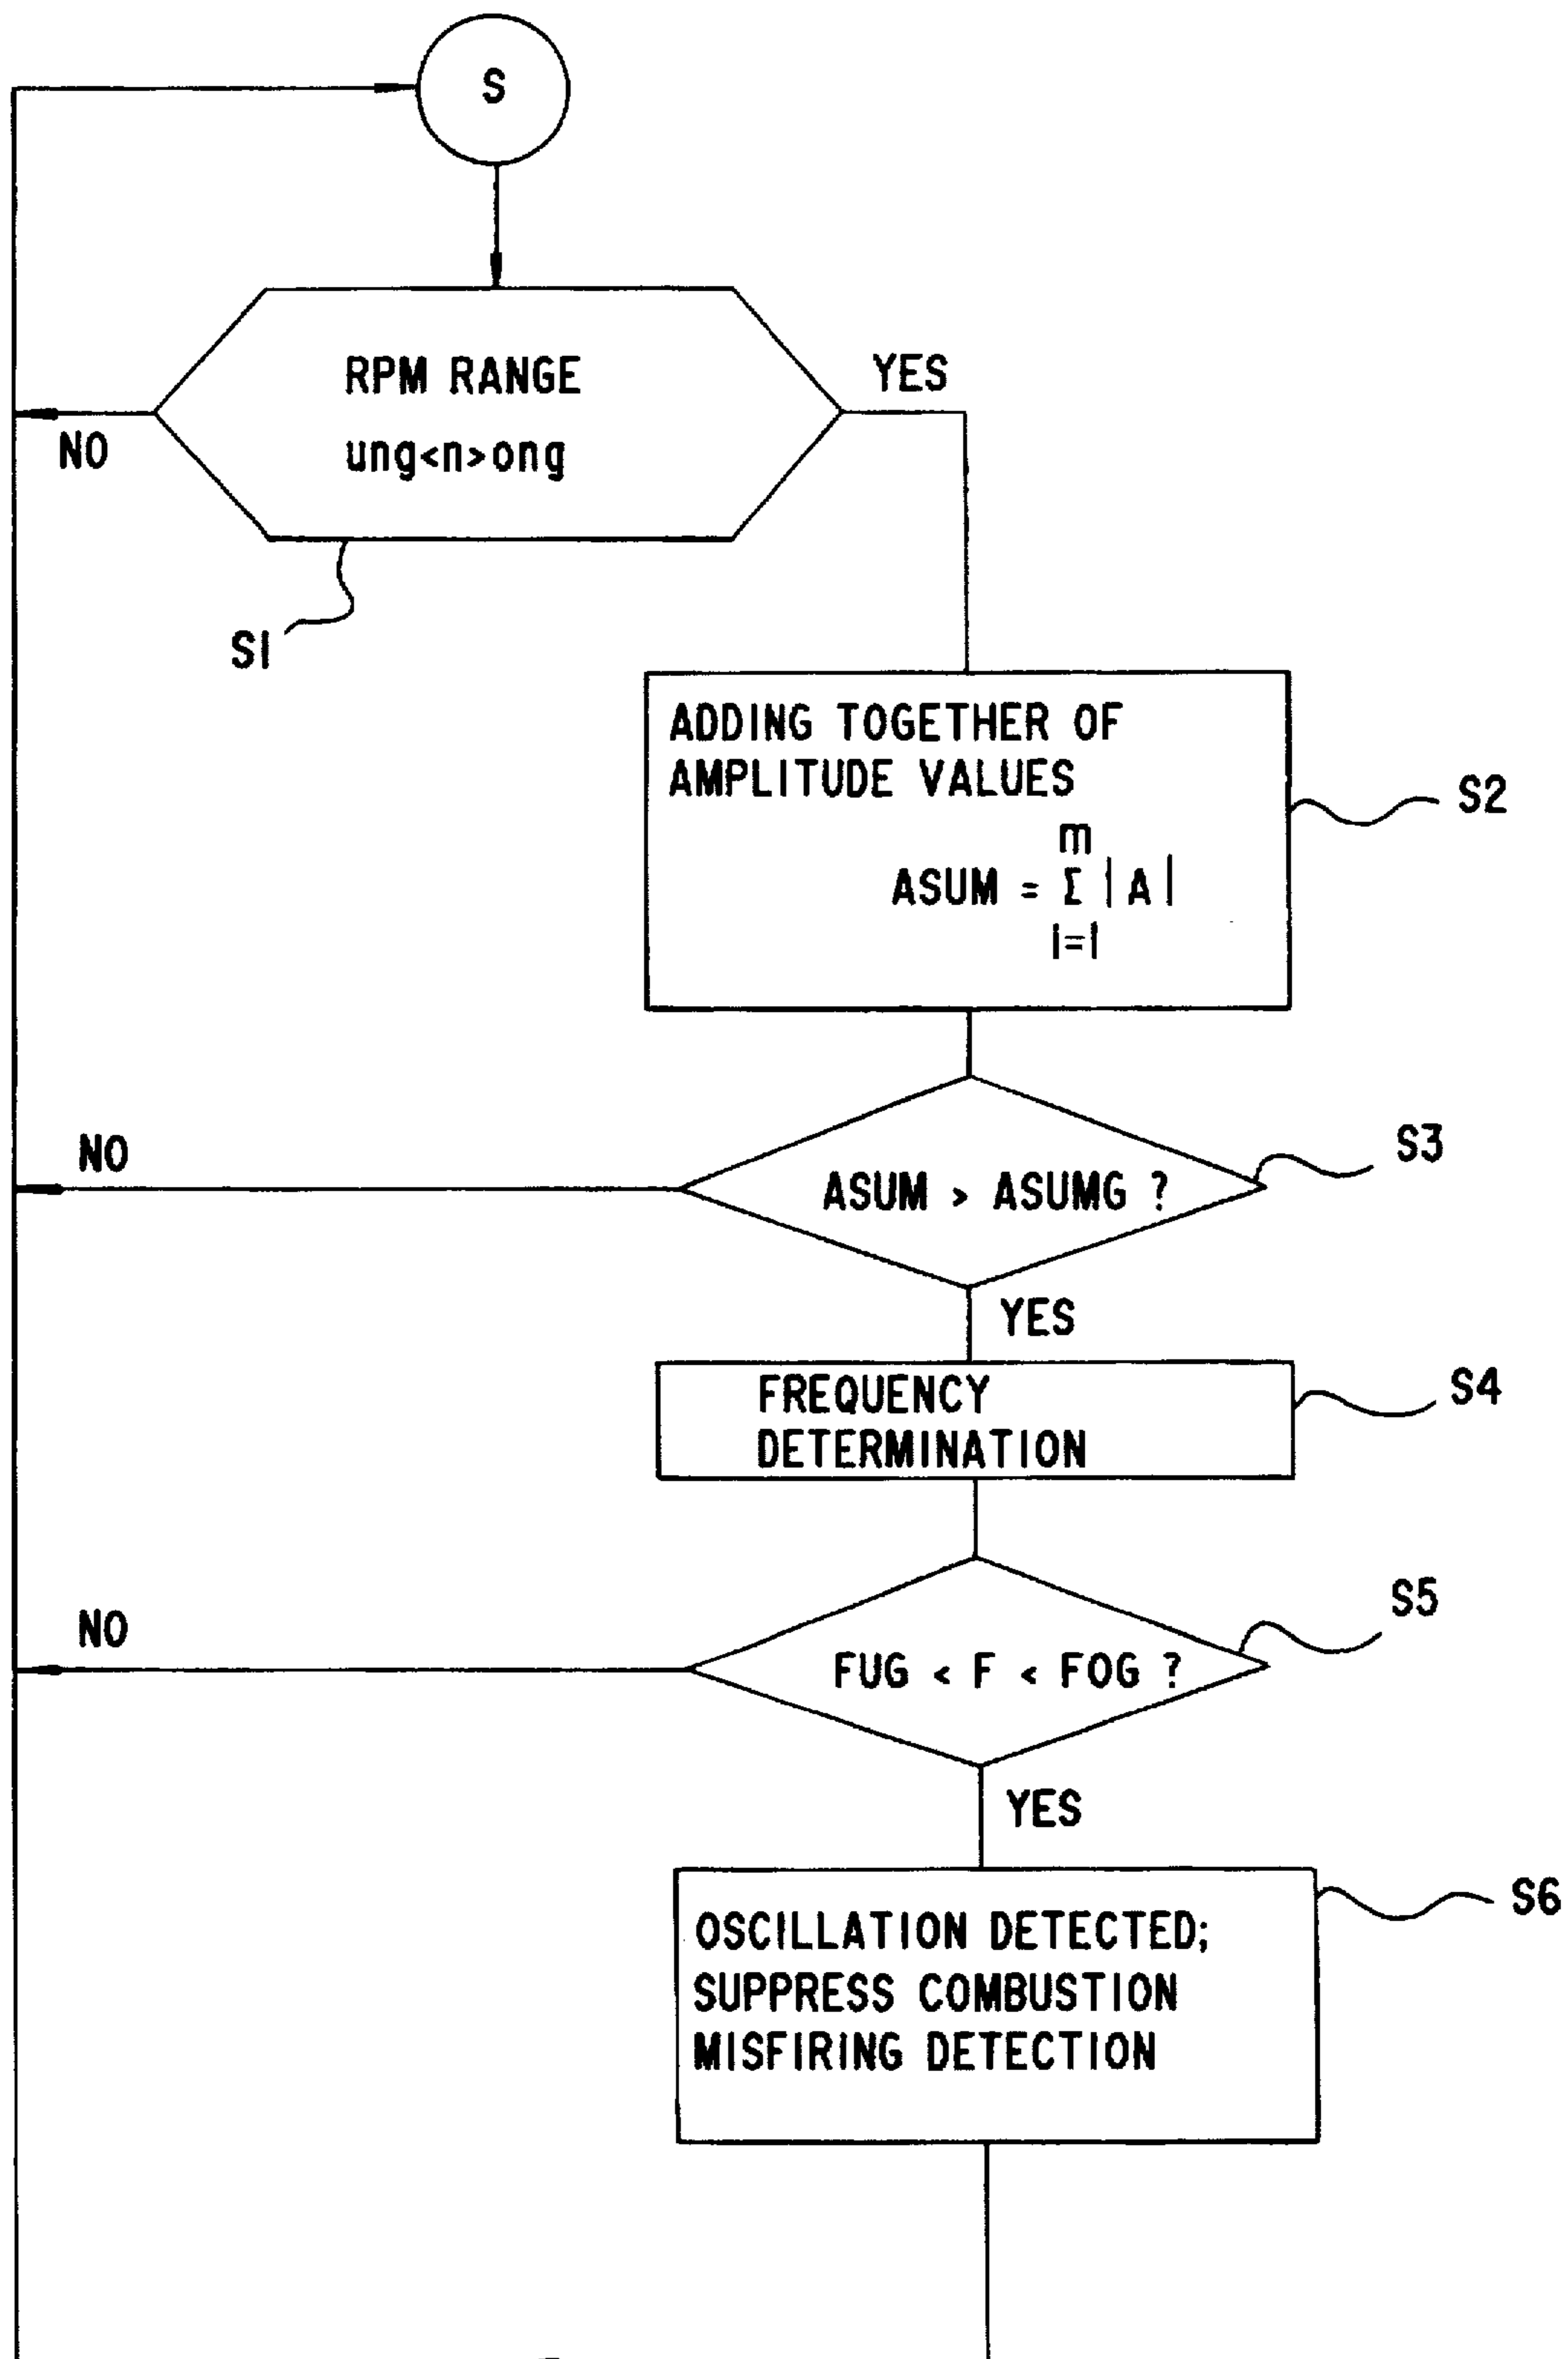 S
RPM RANGE
ung<n>ong
YES
NO
S1
ADDING TOGETHER OF
AMPLITUDE VALUES
m
ASUM = Σ |A|
i=1
S2
NO
ASUM > ASUMG ?
S3
YES
FREQUENCY
DETERMINATION
S4
NO
FUG < F < FOG ?
S5
YES
OSCILLATION DETECTED;
SUPPRESS COMBUSTION
MISFIRING DETECTION
S6